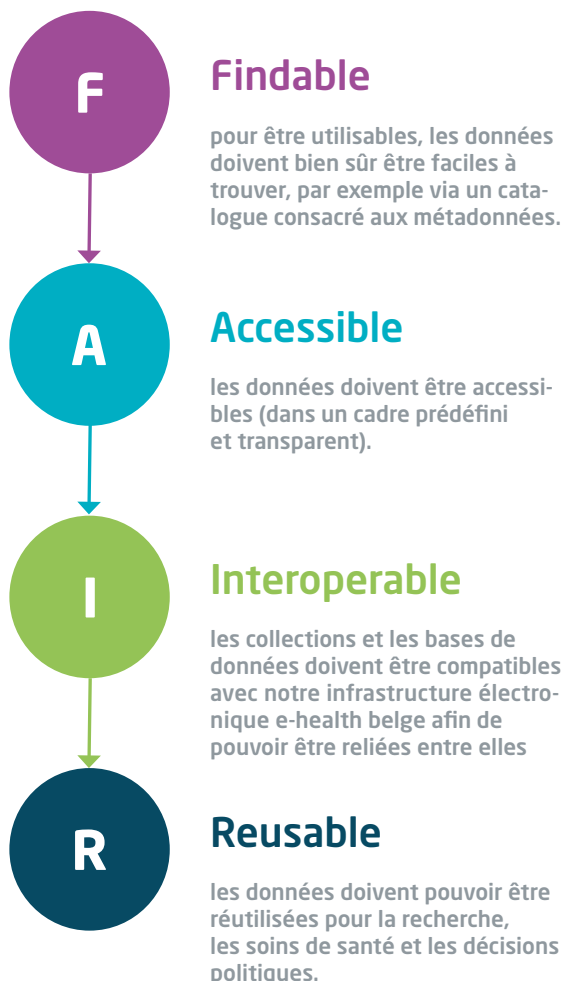 F
Findable
pour être utilisables, les données
doivent bien sûr être faciles à
trouver, par exemple via un cata-
logue consacré aux métadonnées.
A
Accessible
les données doivent être accessi-
bles (dans un cadre prédéfini
et transparent).
I
Interoperable
les collections et les bases de
données doivent être compatibles
avec notre infrastructure électro-
nique e-health belge afin de
pouvoir être reliées entre elles
R
Reusable
les données doivent pouvoir être
réutilisées pour la recherche,
les soins de santé et les décisions
politiques.